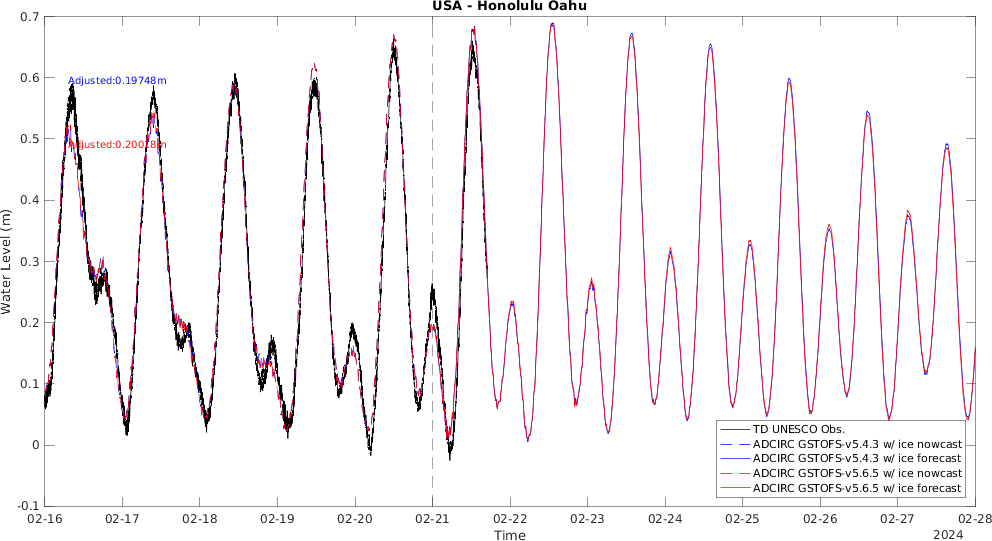 USA - Honolulu Oahu
0.7
0.6
0.5
0.4
0.3
0.2
0.1
0
-0.1
Water Level (m)
Adjusted:0.19748m
Adjusted:0.20018m
TD UNESCO Obs.
ADCIRC GSTOFS-v5.4.3 w/ ice nowcast
ADCIRC GSTOFS-v5.4.3 w/ ice forecast
ADCIRC GSTOFS-v5.6.5 w/ ice nowcast
ADCIRC GSTOFS-v5.6.5 w/ ice forecast
02-16 02-17 02-18 02-19 02-20 02-21 02-22 02-23 02-24 02-25 02-26 02-27 02-28
Time
2024